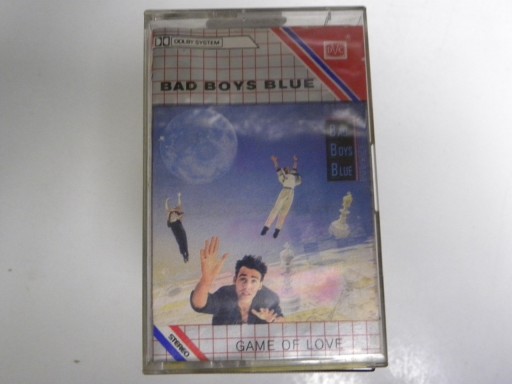 DOLBY SYSTEM
BAD BOYS BLUE
BAD
BOYS
BLUE
STEREO
GAME OF LOVE